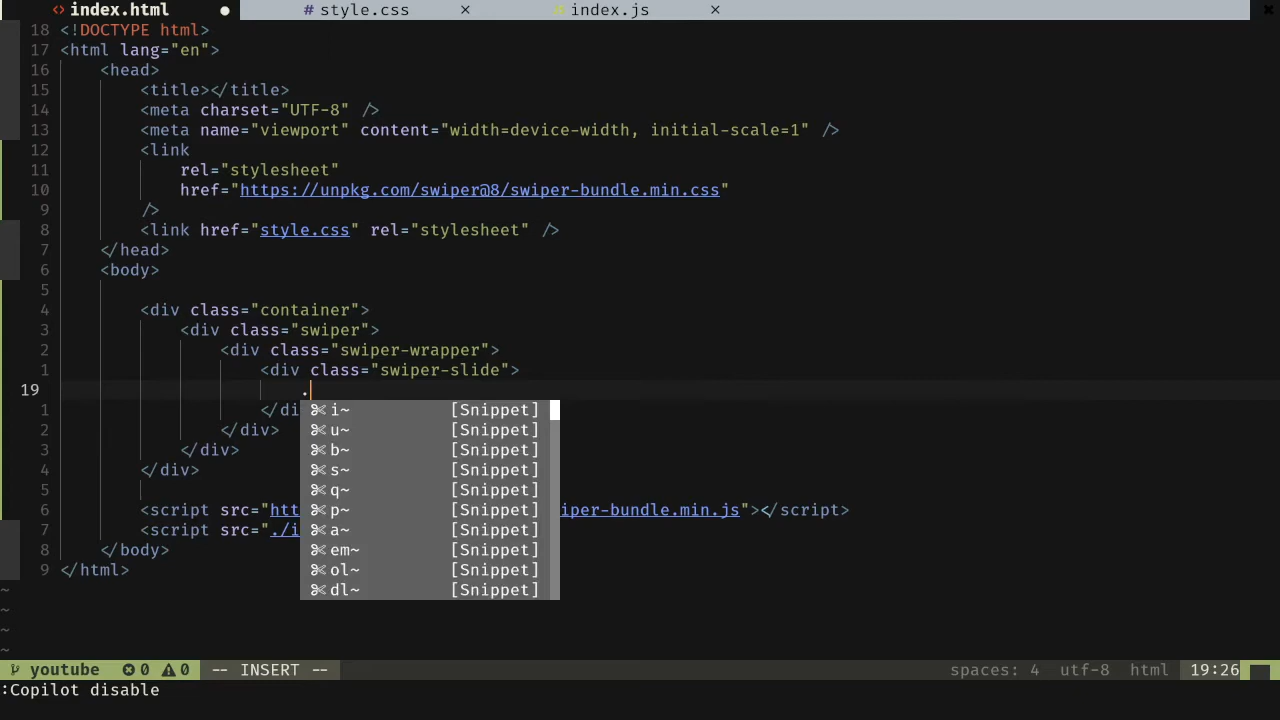 <> index.html ● # style.css × JS index.js × ×
18 <!DOCTYPE html>
17 <html lang="en">
16 <head>
15 <title></title>
14 <meta charset="UTF-8" />
13 <meta name="viewport" content="width=device-width, initial-scale=1" />
12 <link
11 rel="stylesheet"
10 href="https://unpkg.com/swiper@8/swiper-bundle.min.css"
9 />
8 <link href="style.css" rel="stylesheet" />
7 </head>
6 <body>
5
4 <div class="container">
3 <div class="swiper">
2 <div class="swiper-wrapper">
1 <div class="swiper-slide">
19 .
1 </di i~ [Snippet]
2 </div> u~ [Snippet]
3 </div> b~ [Snippet]
4 </div> s~ [Snippet]
5 q~ [Snippet]
6 <script src="htt p~ [Snippet] iper-bundle.min.js"></script>
7 <script src="./i a~ [Snippet]
8 </body> em~ [Snippet]
9 </html> ol~ [Snippet]
~ dl~ [Snippet]
~
~
~
youtube 0 0 -- INSERT -- spaces: 4 utf-8 html 19:26
:Copilot disable